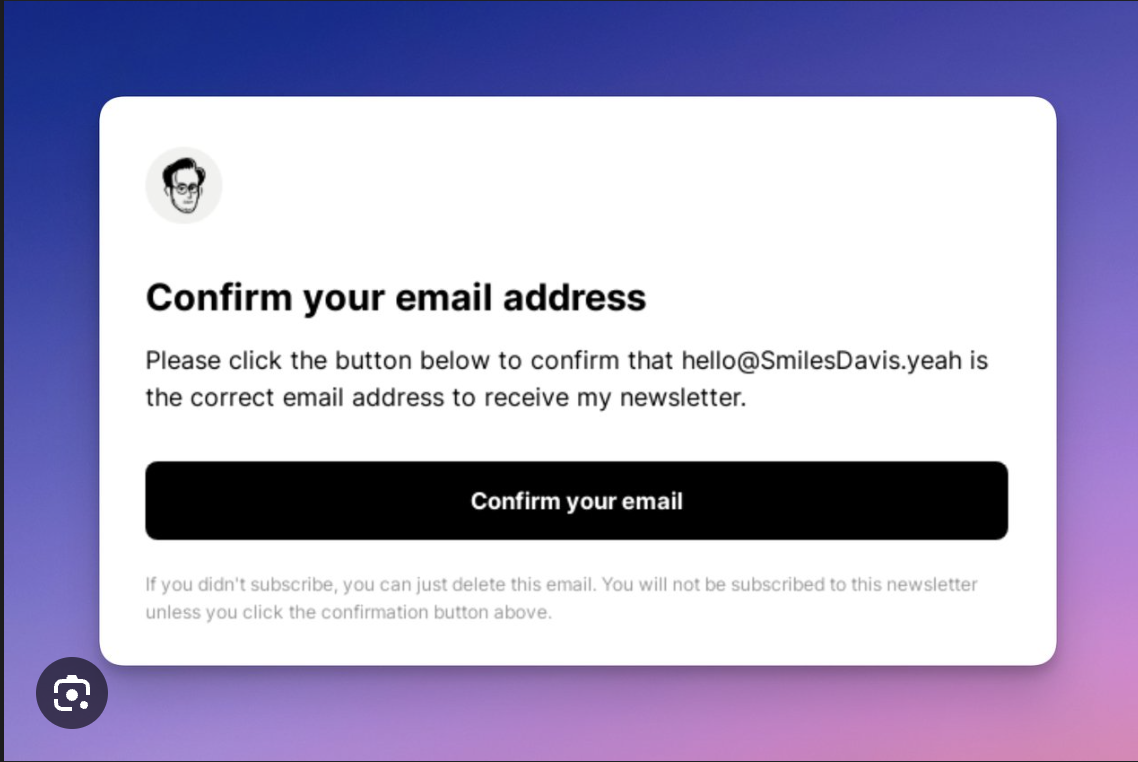 Confirm your email address
Please click the button below to confirm that hello@SmilesDavis.yeah is
the correct email address to receive my newsletter.
Confirm your email
If you didn't subscribe, you can just delete this email. You will not be subscribed to this newsletter
unless you click the confirmation button above.